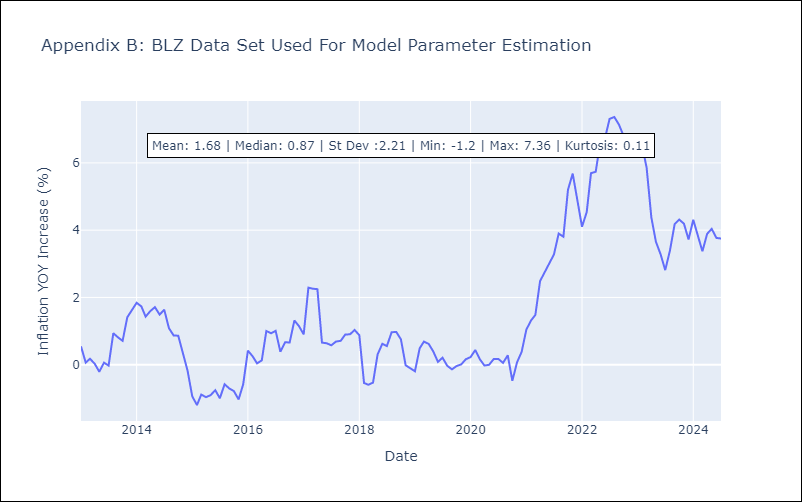 Appendix B: BLZ Data Set Used For Model Parameter Estimation
Mean: 1.68 | Median: 0.87 | St Dev :2.21 | Min: -1.2 | Max: 7.36 | Kurtosis: 0.11
Inflation YOY Increase (%)
6
4
2
0
2014
2016
2018
2020
2022
2024
Date